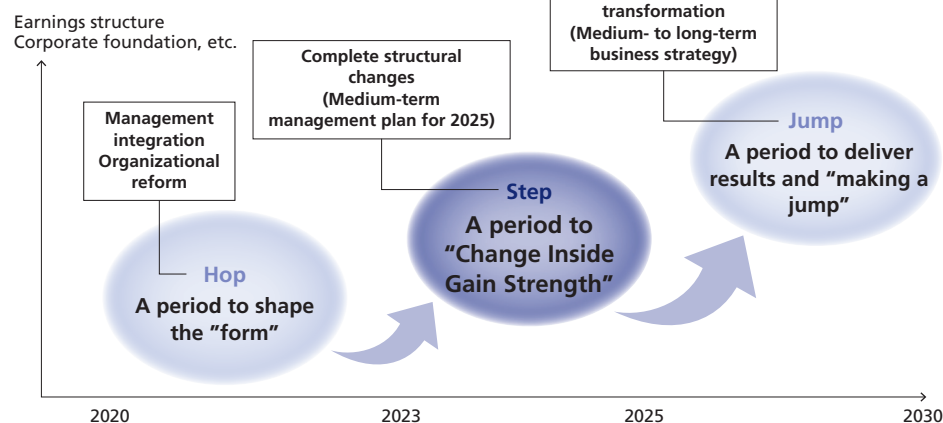 Earnings structure
Corporate foundation, etc.
transformation
(Medium- to long-term
business strategy)
Complete structural
changes
(Medium-term
management plan for 2025)
Management
integration
Organizational
reform
Jump
A period to deliver
results and “making a
jump”
Step
A period to
“Change Inside
Gain Strength”
Hop
A period to shape
the “form”
2020
2023
2025
2030